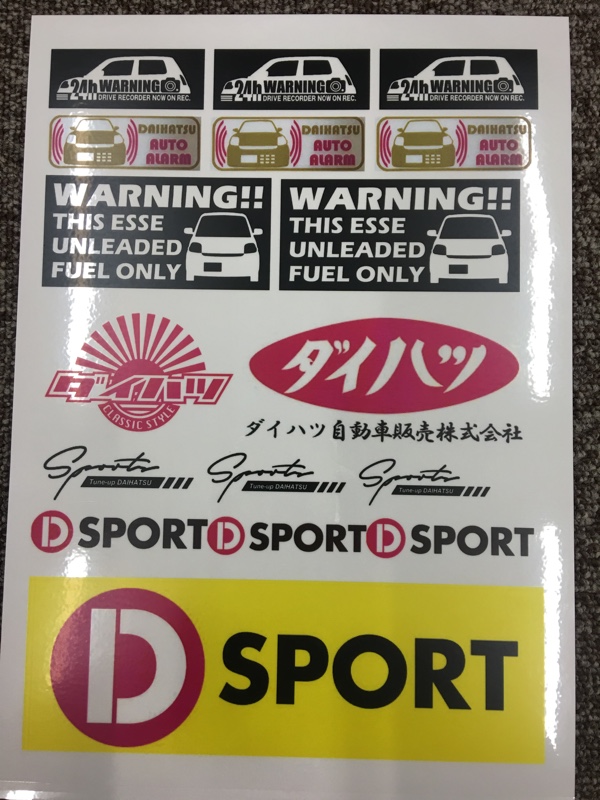 24h WARNING
DRIVE RECORDER NOW ON REC.
24h WARNING
DRIVE RECORDER NOW ON REC.
24h WARNING
DRIVE RECORDER NOW ON REC.
DAIHATSU
AUTO
ALARM
DAIHATSU
AUTO
ALARM
DAIHATSU
AUTO
ALARM
WARNING!!
THIS ESSE
UNLEADED
FUEL ONLY
WARNING!!
THIS ESSE
UNLEADED
FUEL ONLY
ダイハツ
CLASSIC STYLE
ダイハツ
ダイハツ自動車販売株式会社
Sports
Tune-up DAIHATSU
Sports
Tune-up DAIHATSU
Sports
Tune-up DAIHATSU
D SPORT
D SPORT
D SPORT
D SPORT